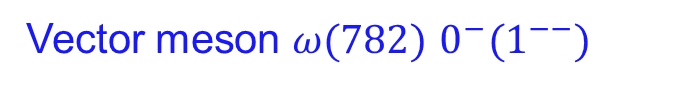 Vector meson ω(782) 0⁻(1⁻⁻)